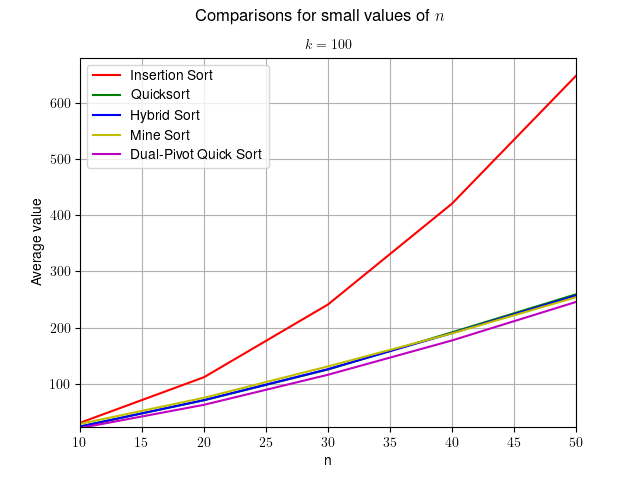 Comparisons for small values of n
k = 100
Insertion Sort
Quicksort
Hybrid Sort
Mine Sort
Dual-Pivot Quick Sort
Average value
600
500
400
300
200
100
10 15 20 25 30 35 40 45 50
n